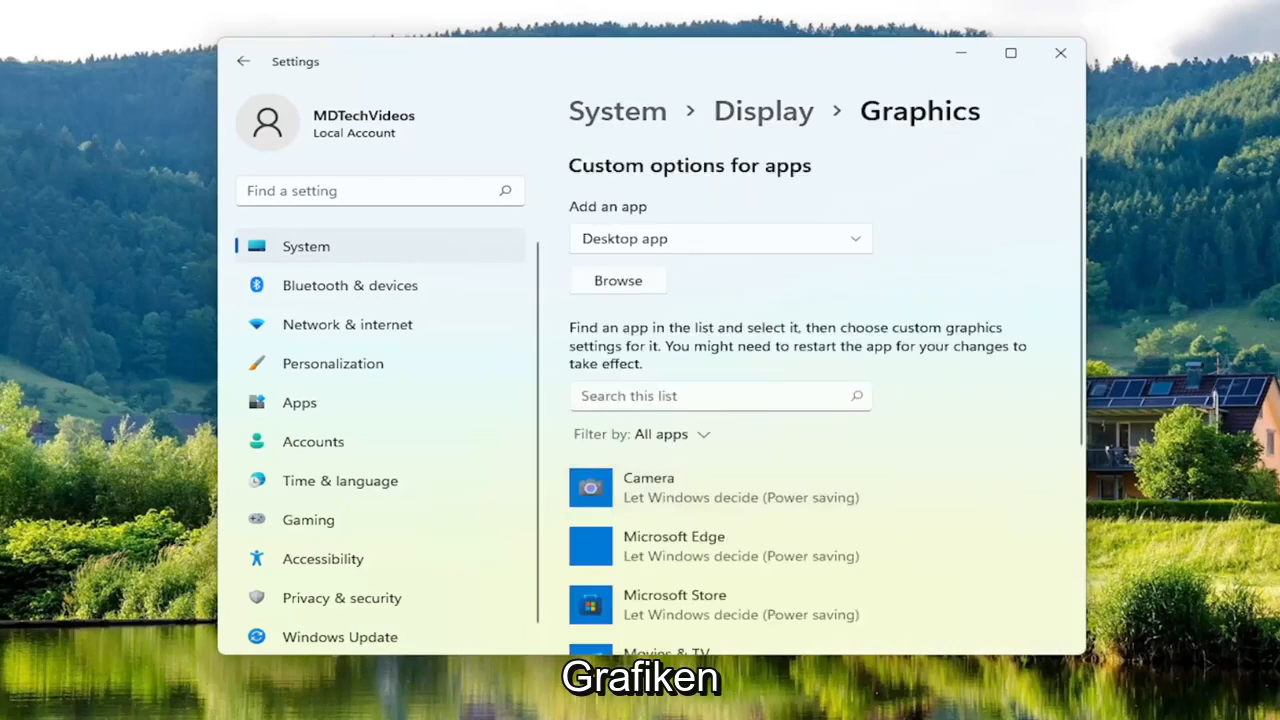 Settings
MDTechVideos
Local Account
Find a setting
System
Bluetooth & devices
Network & internet
Personalization
Apps
Accounts
Time & language
Gaming
Accessibility
Privacy & security
Windows Update
System > Display > Graphics
Custom options for apps
Add an app
Desktop app
Browse
Find an app in the list and select it, then choose custom graphics
settings for it. You might need to restart the app for your changes to
take effect.
Search this list
Filter by: All apps
Camera
Let Windows decide (Power saving)
Microsoft Edge
Let Windows decide (Power saving)
Microsoft Store
Let Windows decide (Power saving)
Movies & TV
Grafiken